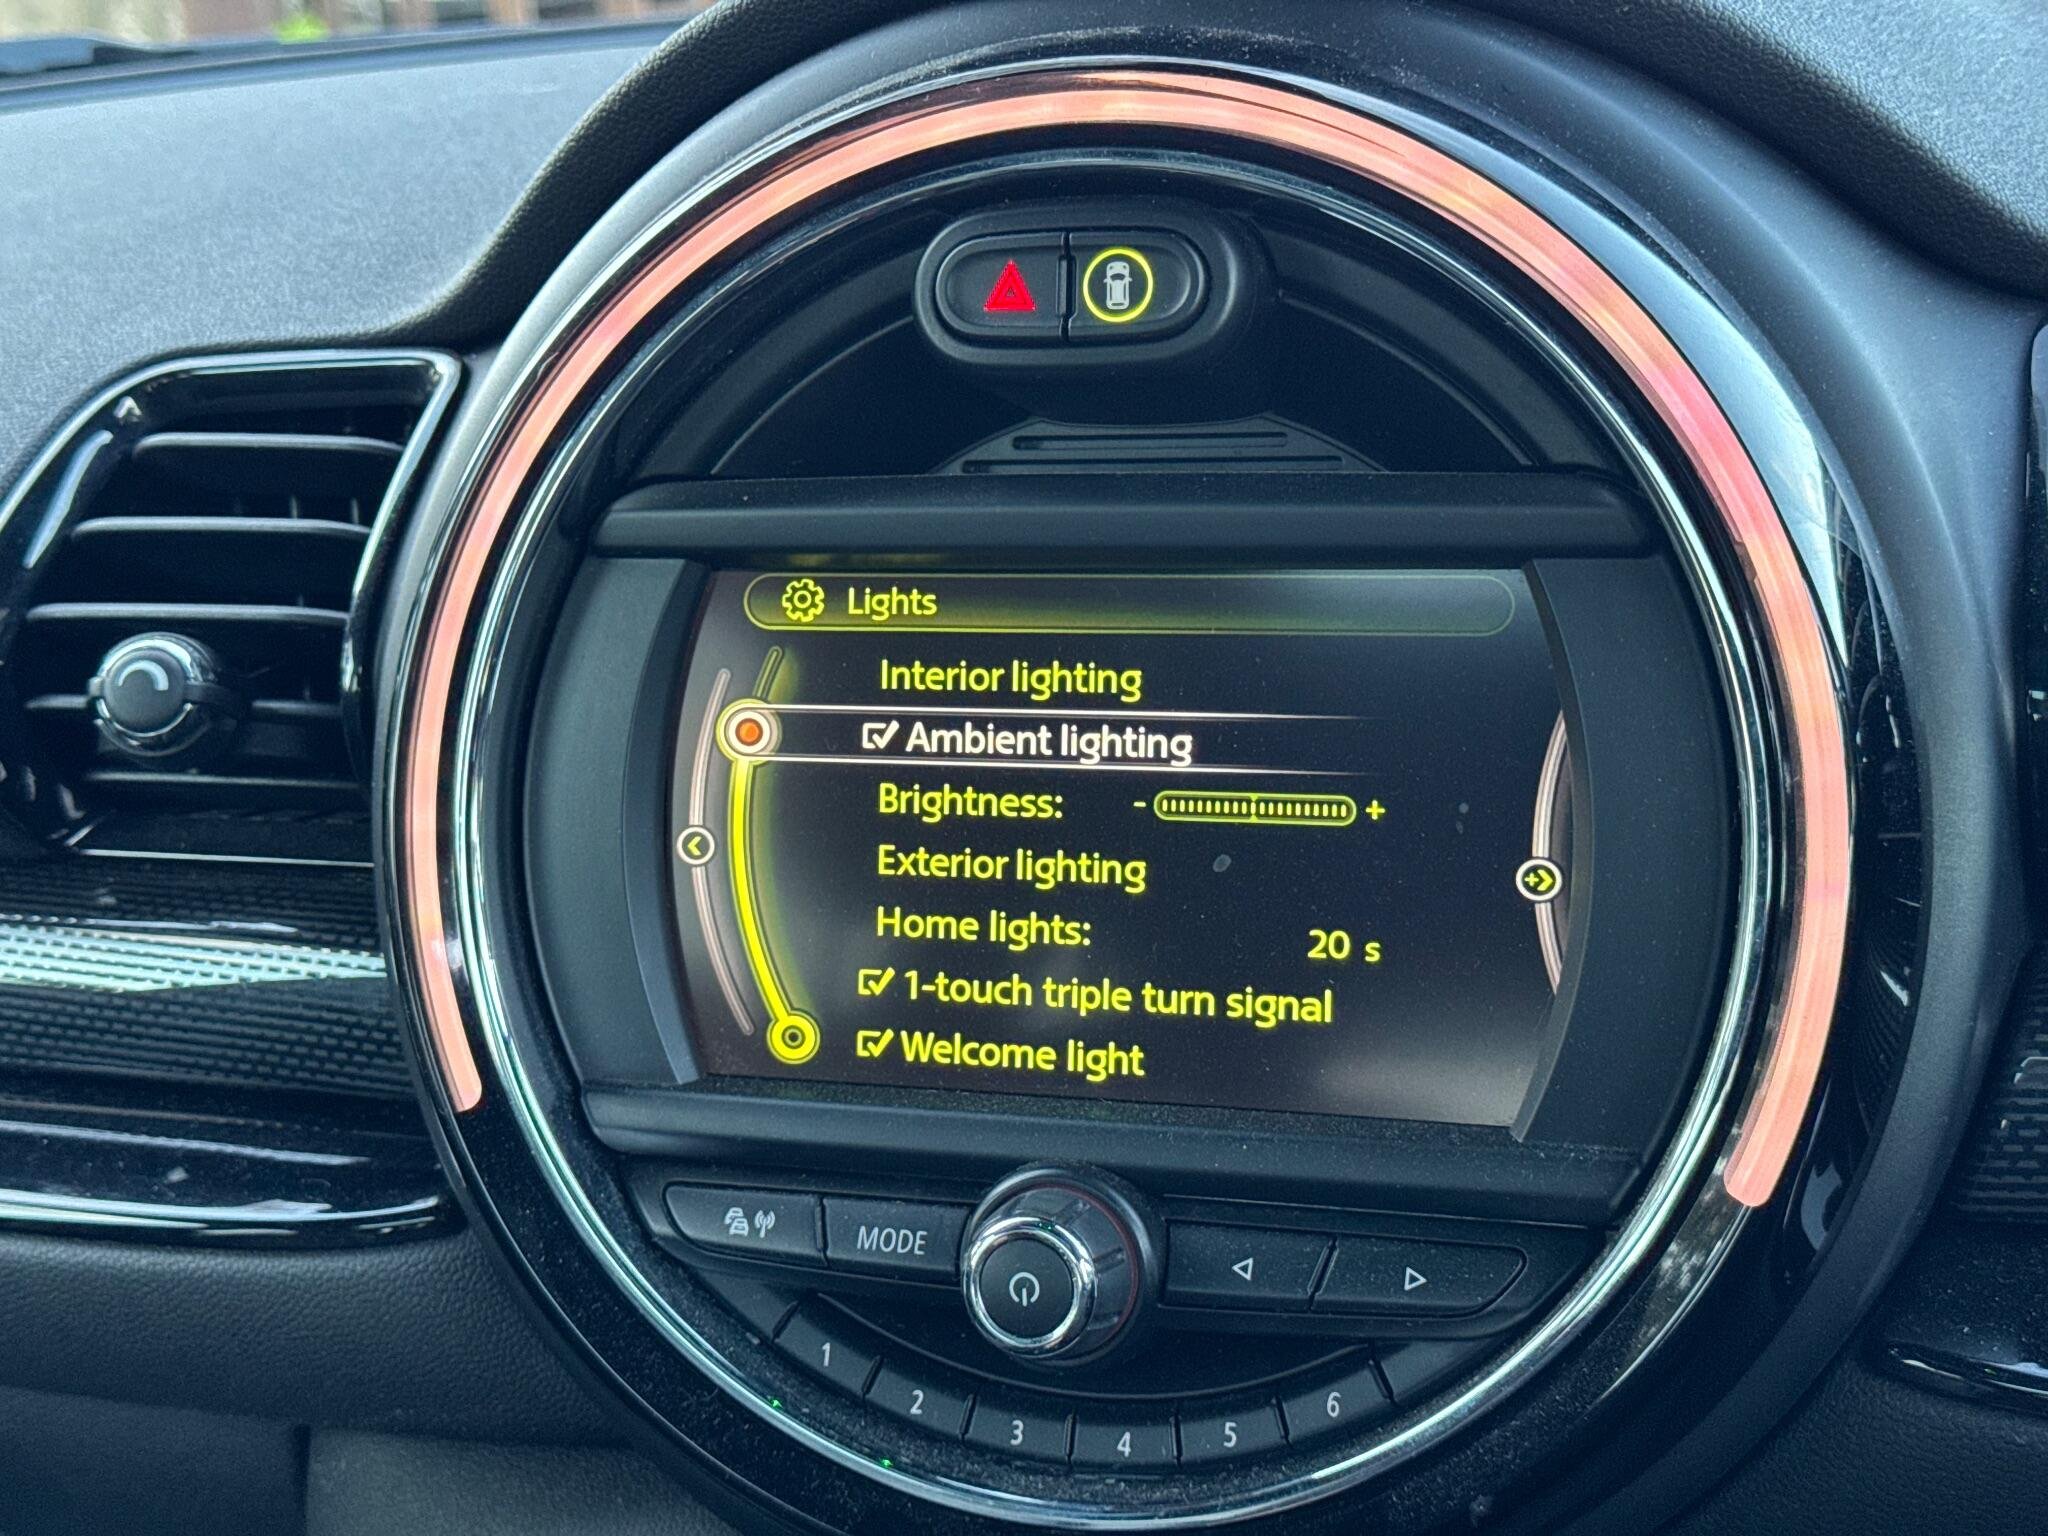 Lights
Interior lighting
Ambient lighting
Brightness: - +
Exterior lighting
Home lights: 20 s
1-touch triple turn signal
Welcome light
MODE
1 2 3 4 5 6